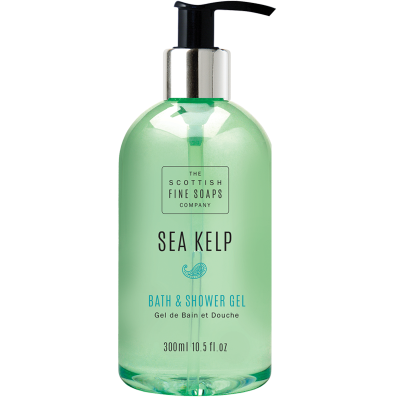 THE
SCOTTISH
FINE SOAPS
COMPANY
SEA KELP
BATH & SHOWER GEL
Gel de Bain et Douche
300ml 10.5 fl.oz